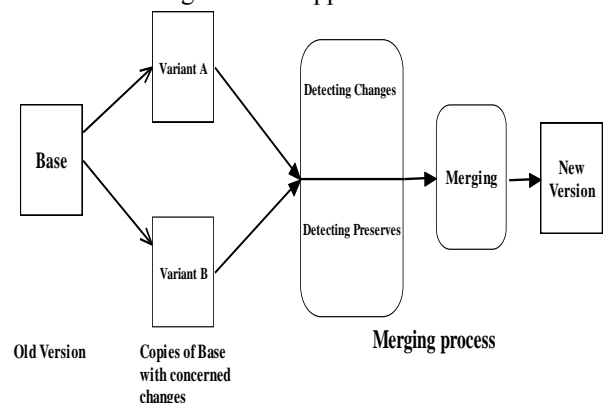 Variant A
Detecting Changes
Base
Merging
New
Version
Detecting Preserves
Variant B
Merging process
Old Version
Copies of Base
with concerned
changes